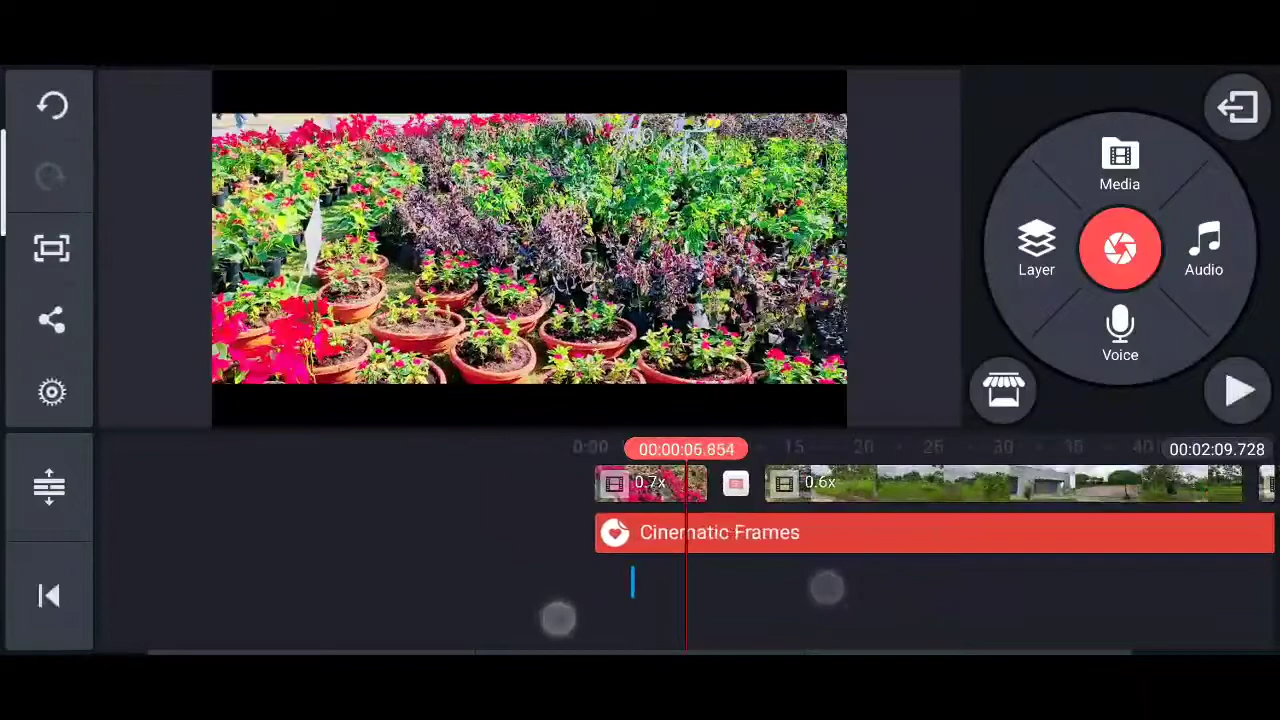 Media
Layer
Audio
Voice
0:00
00:00:06.854
15
20
25
30
35
40
00:02:09.728
0.7x
0.6x
Cinematic Frames